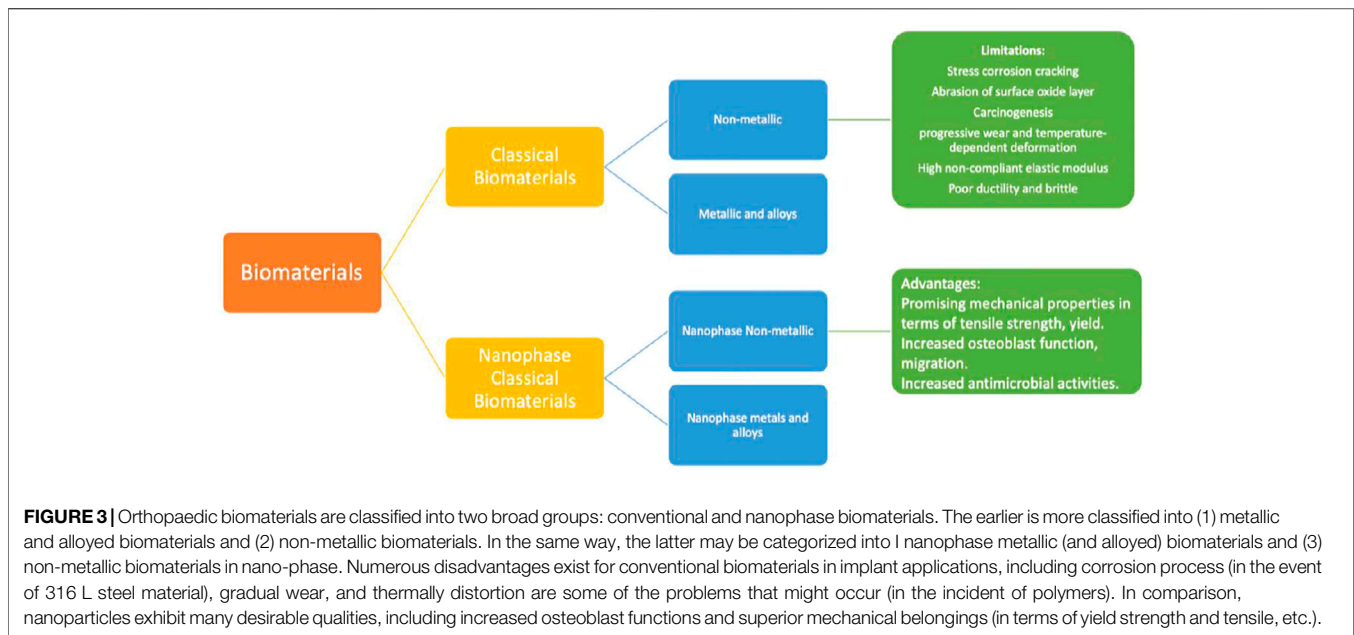 Limitations:
Stress corrosion cracking
Abrasion of surface oxide layer
Carcinogenesis
progressive wear and temperature-
dependent deformation
High non-compliant elastic modulus
Poor ductility and brittle
Non-metallic
Classical
Biomaterials
Metallic and alloys
Biomaterials
Advantages:
Promising mechanical properties in
terms of tensile strength, yield.
Increased osteoblast function,
migration.
Increased antimicrobial activities.
Nanophase Non-metallic
Nanophase
Classical
Biomaterials
Nanophase metals and
alloys
FIGURE 3 | Orthopaedic biomaterials are classified into two broad groups: conventional and nanophase biomaterials. The earlier is more classified into (1) metallic
and alloyed biomaterials and (2) non-metallic biomaterials. In the same way, the latter may be categorized into I nanophase metallic (and alloyed) biomaterials and (3)
non-metallic biomaterials in nano-phase. Numerous disadvantages exist for conventional biomaterials in implant applications, including corrosion process (in the event
of 316 L steel material), gradual wear, and thermally distortion are some of the problems that might occur (in the incident of polymers). In comparison,
nanoparticles exhibit many desirable qualities, including increased osteoblast functions and superior mechanical belongings (in terms of yield strength and tensile, etc.).